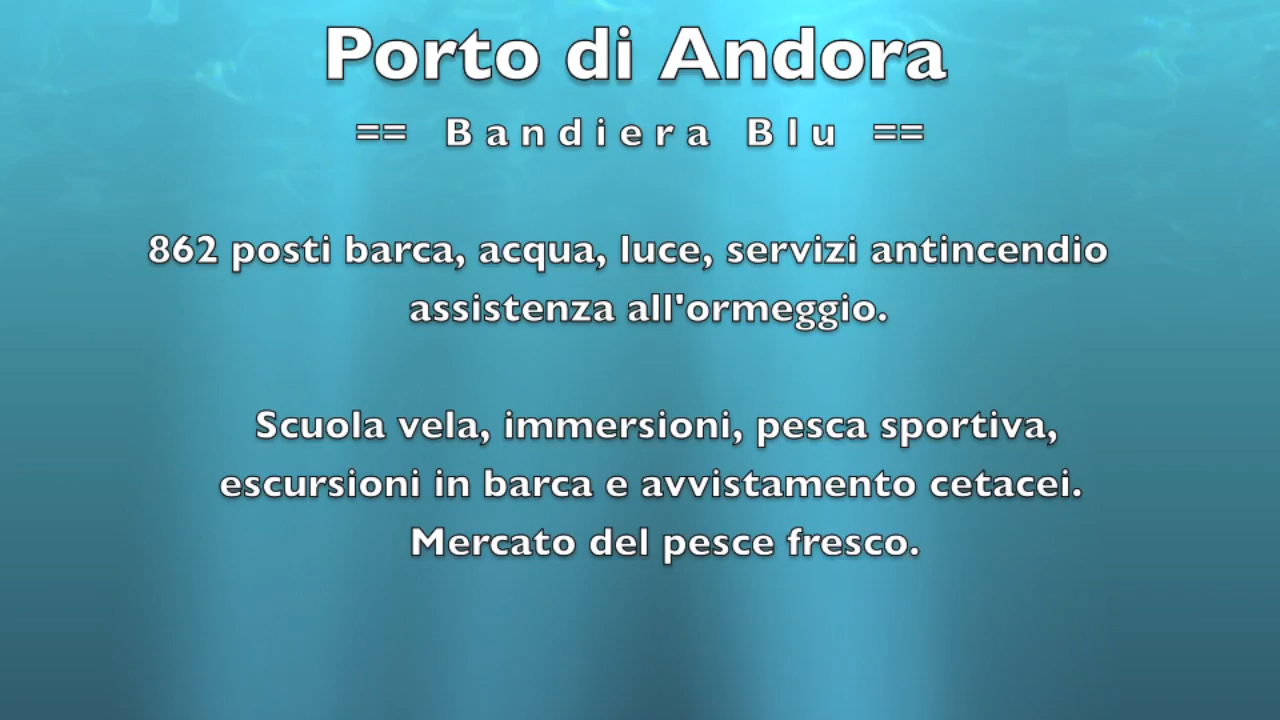 Porto di Andora
== Bandiera Blu ==
862 posti barca, acqua, luce, servizi antincendio
assistenza all'ormeggio.
Scuola vela, immersioni, pesca sportiva,
escursioni in barca e avvistamento cetacei.
Mercato del pesce fresco.